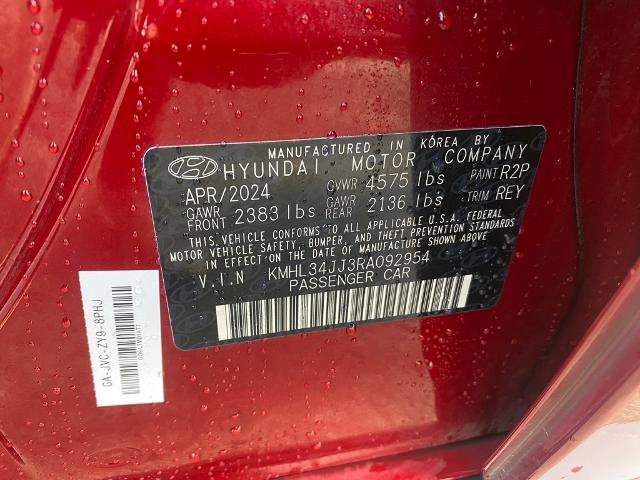 MANUFACTURED IN KOREA BY
HYUNDAI MOTOR COMPANY
APR/2024 GVWR 4575 lbs PAINT R2P
GAWR FRONT 2383 lbs GAWR REAR 2136 lbs TRIM REY
THIS VEHICLE CONFORMS TO ALL APPLICABLE U.S.A. FEDERAL
MOTOR VEHICLE SAFETY, BUMPER, AND THEFT PREVENTION STANDARDS
IN EFFECT ON THE DATE OF MANUFACTURE SHOWN ABOVE.
V.I.N KMHL34JJ3RA092954
PASSENGER CAR
GA-JVC-ZY9-8PHJ